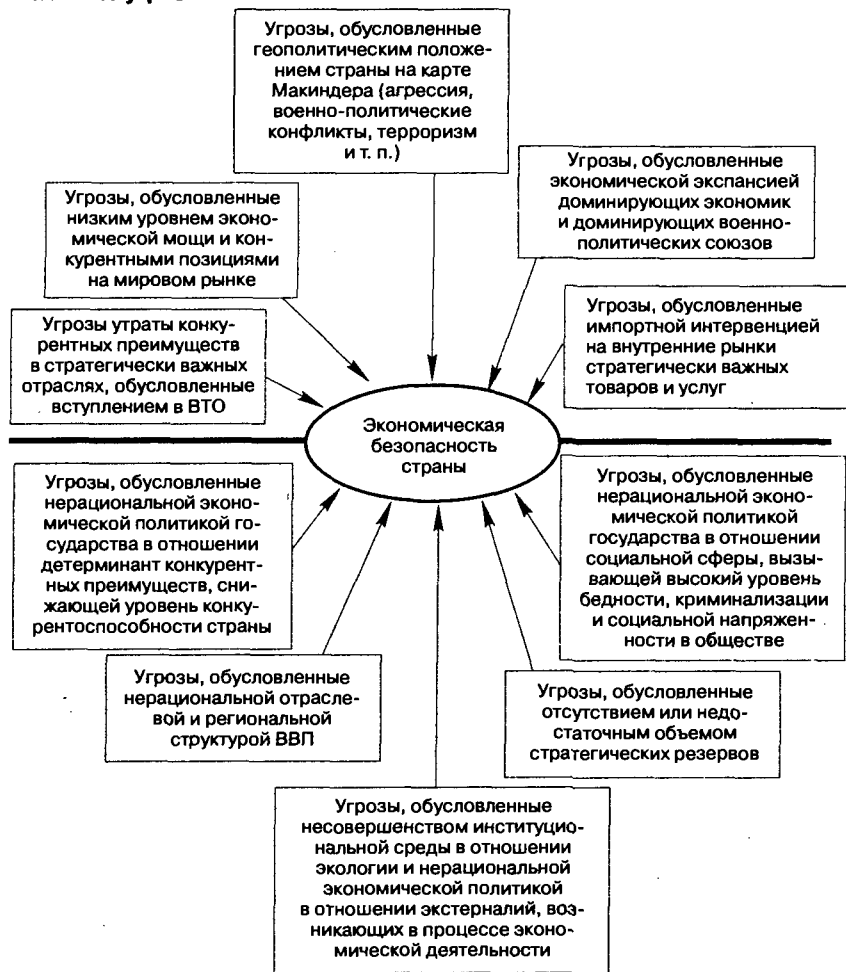 Угрозы, обусловленные
геополитическим положе-
нием страны на карте
Макиндера (агрессия,
военно-политические
конфликты, терроризм
и т. п.)
Угрозы, обусловленные
экономической экспансией
доминирующих экономик
и доминирующих военно-
политических союзов
Угрозы, обусловленные
низким уровнем эконо-
мической мощи и кон-
курентными позициями
на мировом рынке
Угрозы, обусловленные
импортной интервенцией
на внутренние рынки
стратегически важных
товаров и услуг
Угрозы утраты конку-
рентных преимуществ
в стратегически важных
отраслях, обусловленные
вступлением в ВТО
Экономическая
безопасность
страны
Угрозы, обусловленные
нерациональной эконо-
мической политикой го-
сударства в отношении
детерминант конкурент-
ных преимуществ, сни-
жающей уровень конку-
рентоспособности страны
Угрозы, обусловленные
нерациональной эконо-
мической политикой
государства в отношении
социальной сферы, вызы-
вающей высокий уровень
бедности, криминализации
и социальной напряжен-
ности в обществе
Угрозы, обусловленные
нерациональной отрасле-
вой и региональной
структурой ВВП
Угрозы, обусловленные
отсутствием или недо-
статочным объемом
стратегических резервов
Угрозы, обусловленные
несовершенством институцио-
нальной среды в отношении
экологии и нерациональной
экономической политикой
в отношении экстерналий, воз-
никающих в процессе эконо-
мической деятельности